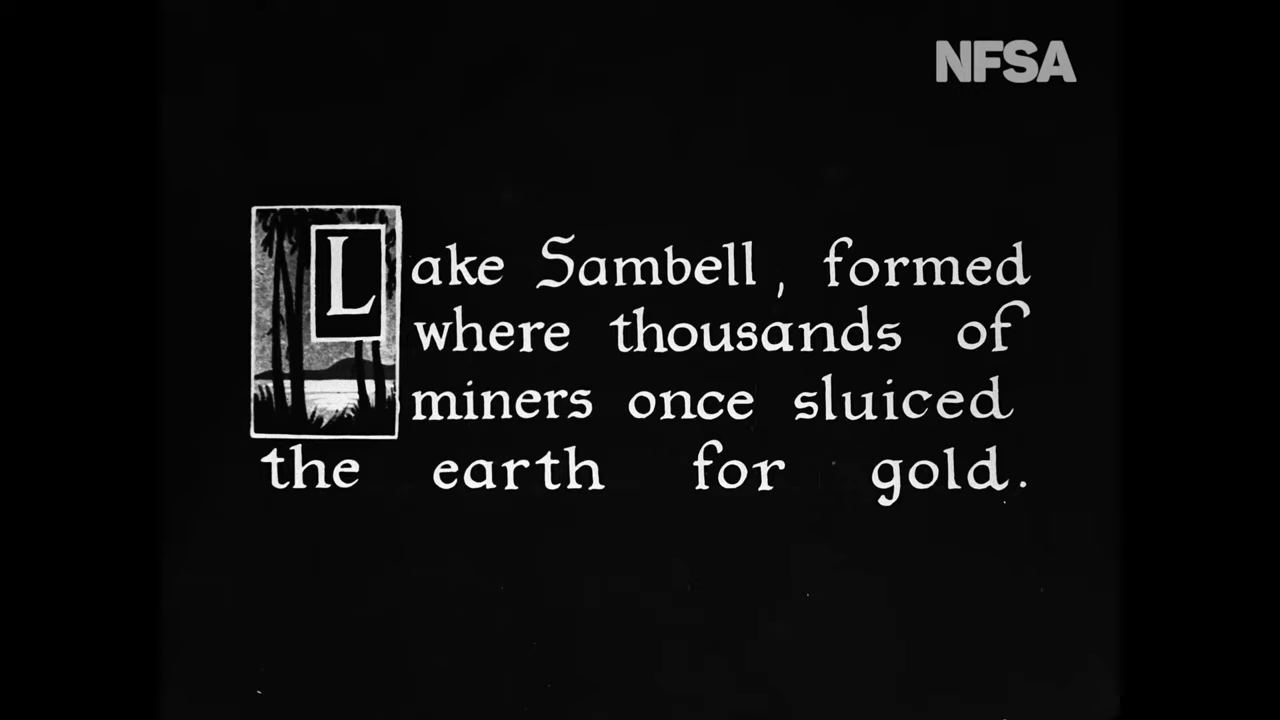 NFSA
Lake Sambell, formed
where thousands of
miners once sluiced
the earth for gold.